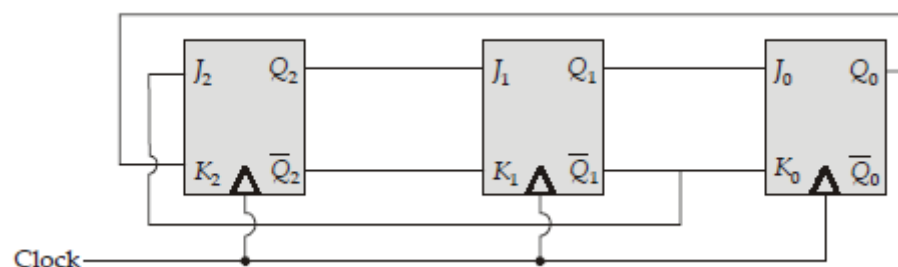 J₂ Q₂ J₁ Q₁ J₀ Q₀
K₂ Q̅₂ K₁ Q̅₁ K₀ Q̅₀
Clock